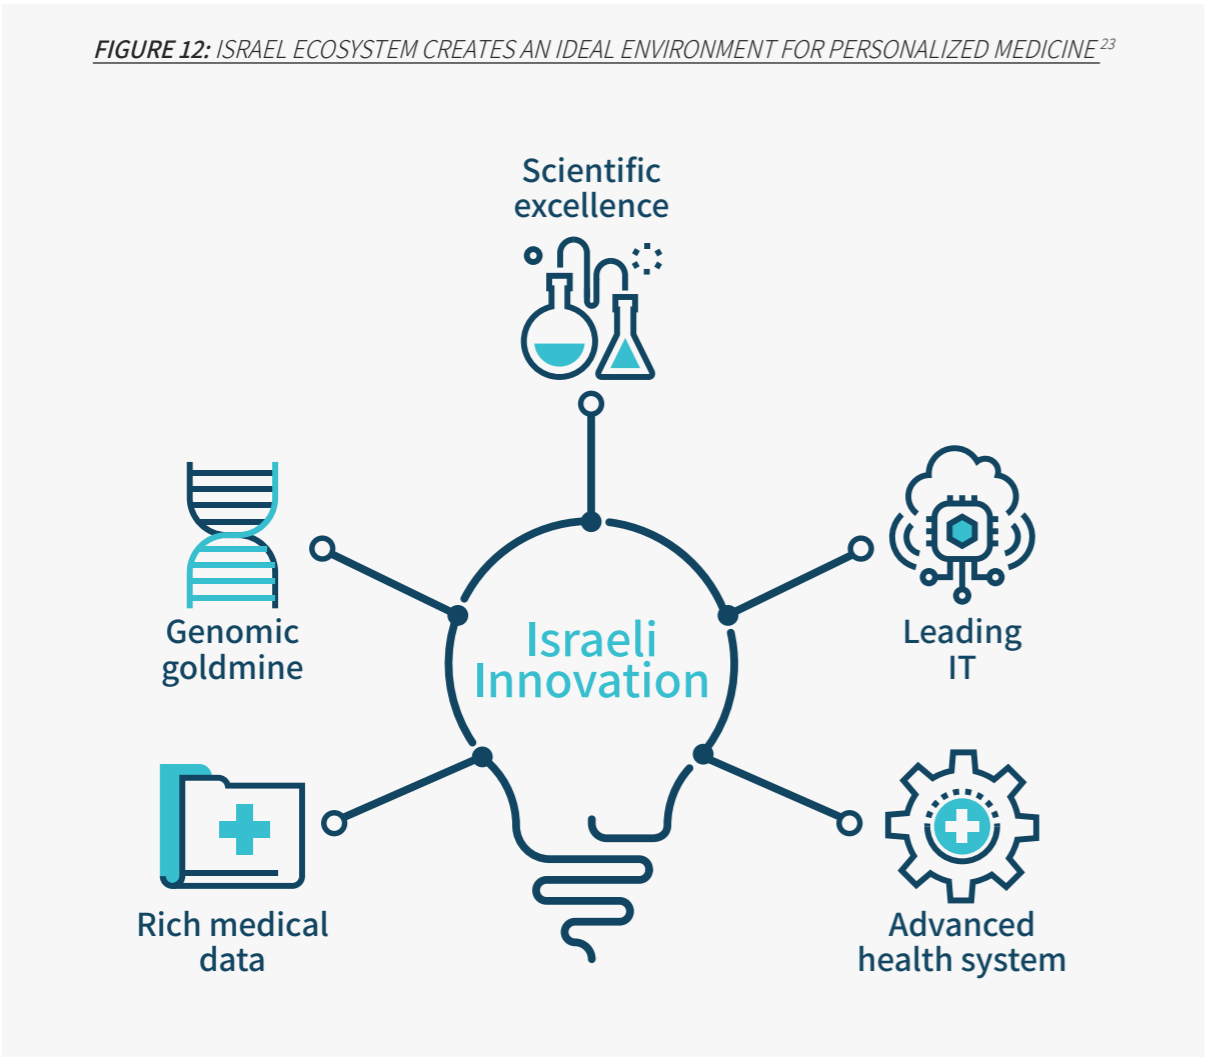 FIGURE 12: ISRAEL ECOSYSTEM CREATES AN IDEAL ENVIRONMENT FOR PERSONALIZED MEDICINE 23
Scientific
excellence
Genomic
goldmine
Leading
IT
Israeli
Innovation
Rich medical
data
Advanced
health system